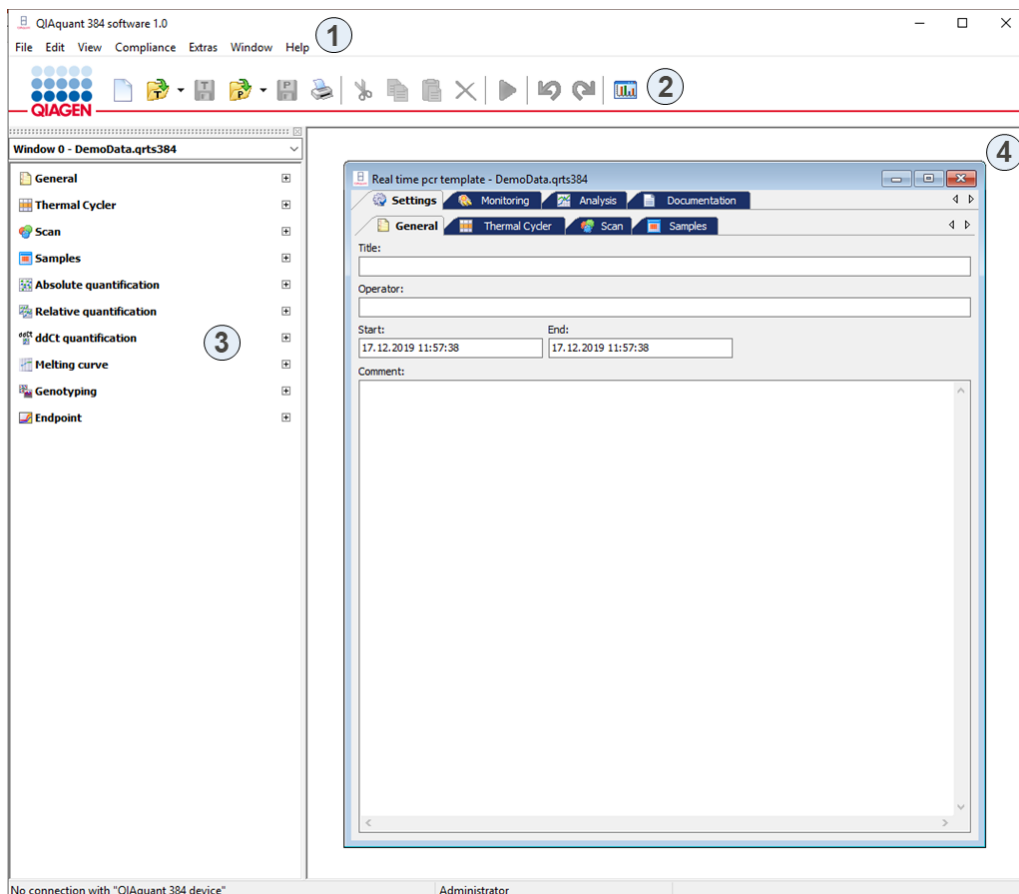 QIAquant 384 software 1.0
File Edit View Compliance Extras Window Help
1
QIAGEN
T
T
P
P
2
Window 0 - DemoData.qrts384
4
General
Thermal Cycler
Scan
Samples
Absolute quantification
Relative quantification
ddCt ddCt quantification
3
Melting curve
Genotyping
Endpoint
Real time pcr template - DemoData.qrts384
Settings Monitoring Analysis Documentation
General Thermal Cycler Scan Samples
Title:
Operator:
Start: End:
17.12.2019 11:57:38 17.12.2019 11:57:38
Comment:
No connection with "QIAquant 384 device" Administrator